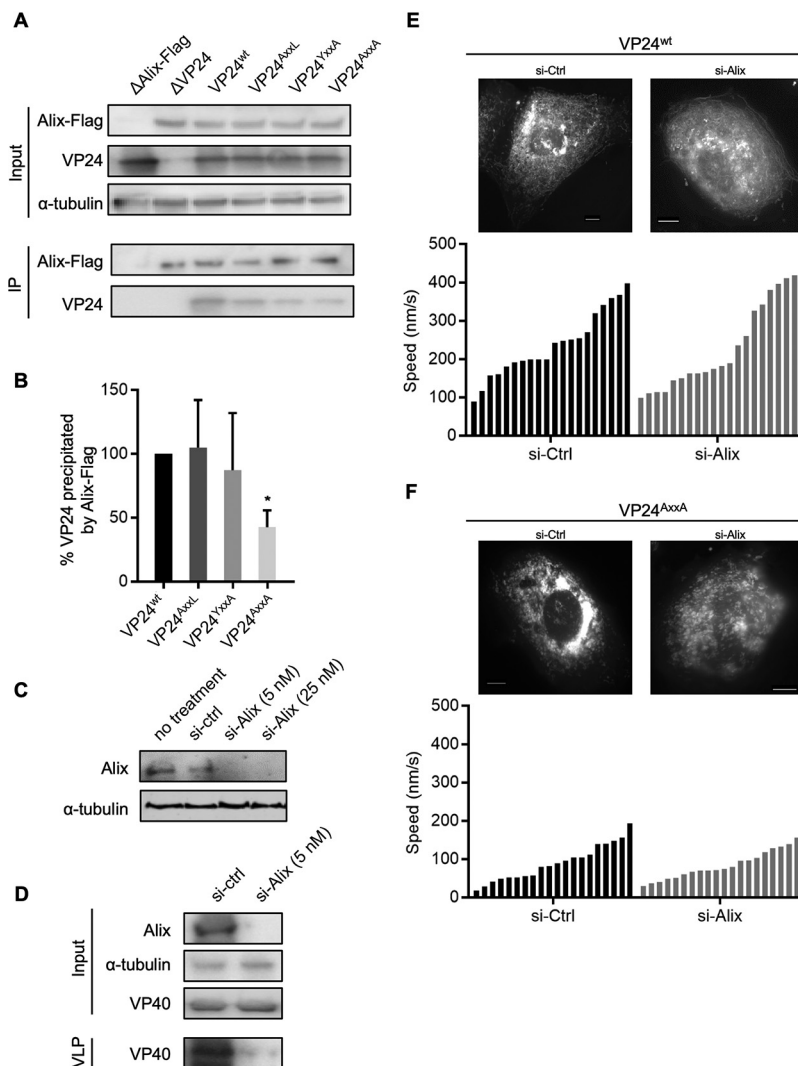 A
ΔAlix-Flag
ΔVP24
VP24wt
VP24AxxL
VP24YxxA
VP24AxxA
Input
Alix-Flag
VP24
α-tubulin
IP
Alix-Flag
VP24
B
% VP24 precipitated
by Alix-Flag
150
100
50
0
*
VP24wt
VP24AxxL
VP24YxxA
VP24AxxA
C
no treatment
si-ctrl
si-Alix (5 nM)
si-Alix (25 nM)
Alix
α-tubulin
D
si-ctrl
si-Alix (5 nM)
Input
Alix
α-tubulin
VP40
VLP
VP40
E
VP24wt
si-Ctrl
si-Alix
Speed (nm/s)
500
400
300
200
100
0
si-Ctrl
si-Alix
F
VP24AxxA
si-Ctrl
si-Alix
Speed (nm/s)
500
400
300
200
100
0
si-Ctrl
si-Alix